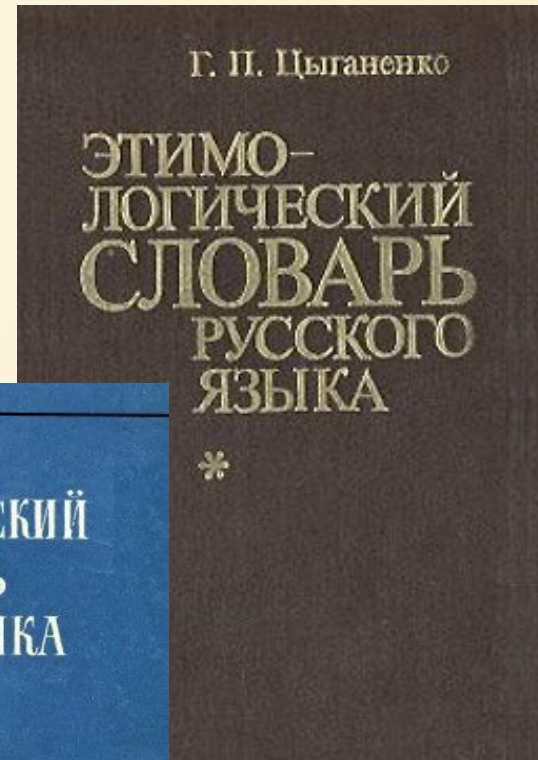 Г. П. Цыганенко
ЭТИМО-
ЛОГИЧЕСКИЙ
СЛОВАРЬ
РУССКОГО
ЯЗЫКА
*
СКИЙ
Ь
КА